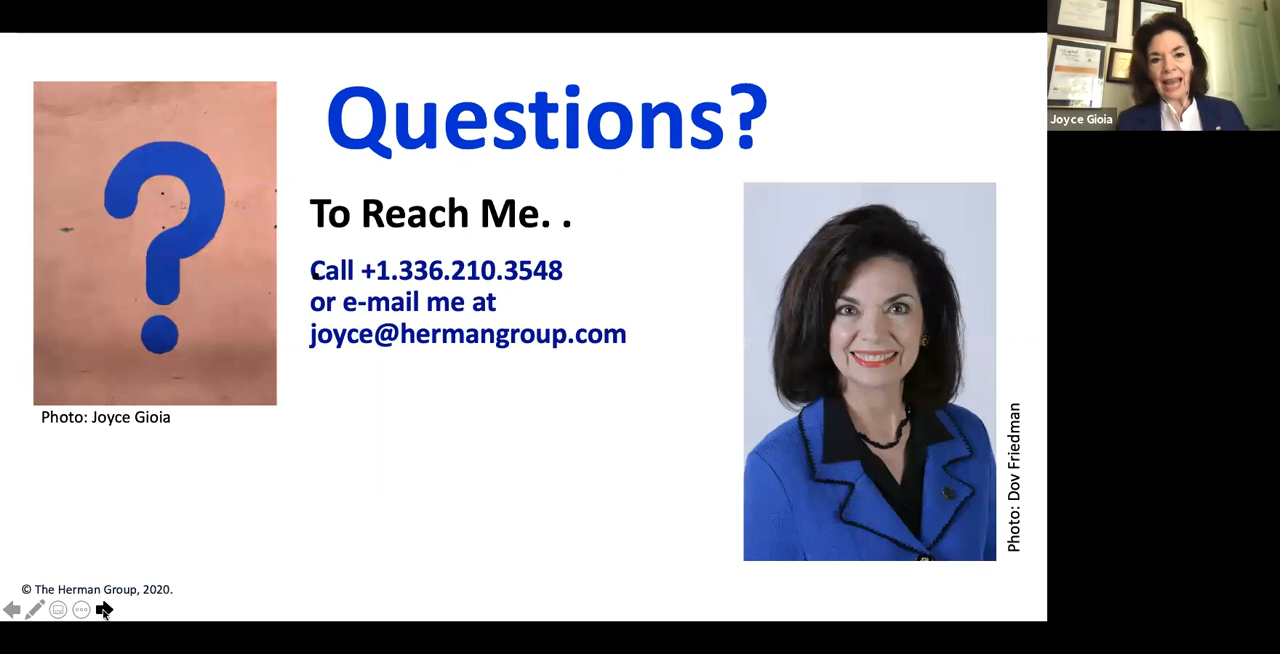 Questions?
To Reach Me. .
Call +1.336.210.3548
or e-mail me at
joyce@hermangroup.com
Photo: Joyce Gioia
Photo: Dov Friedman
© The Herman Group, 2020.
Joyce Gioia